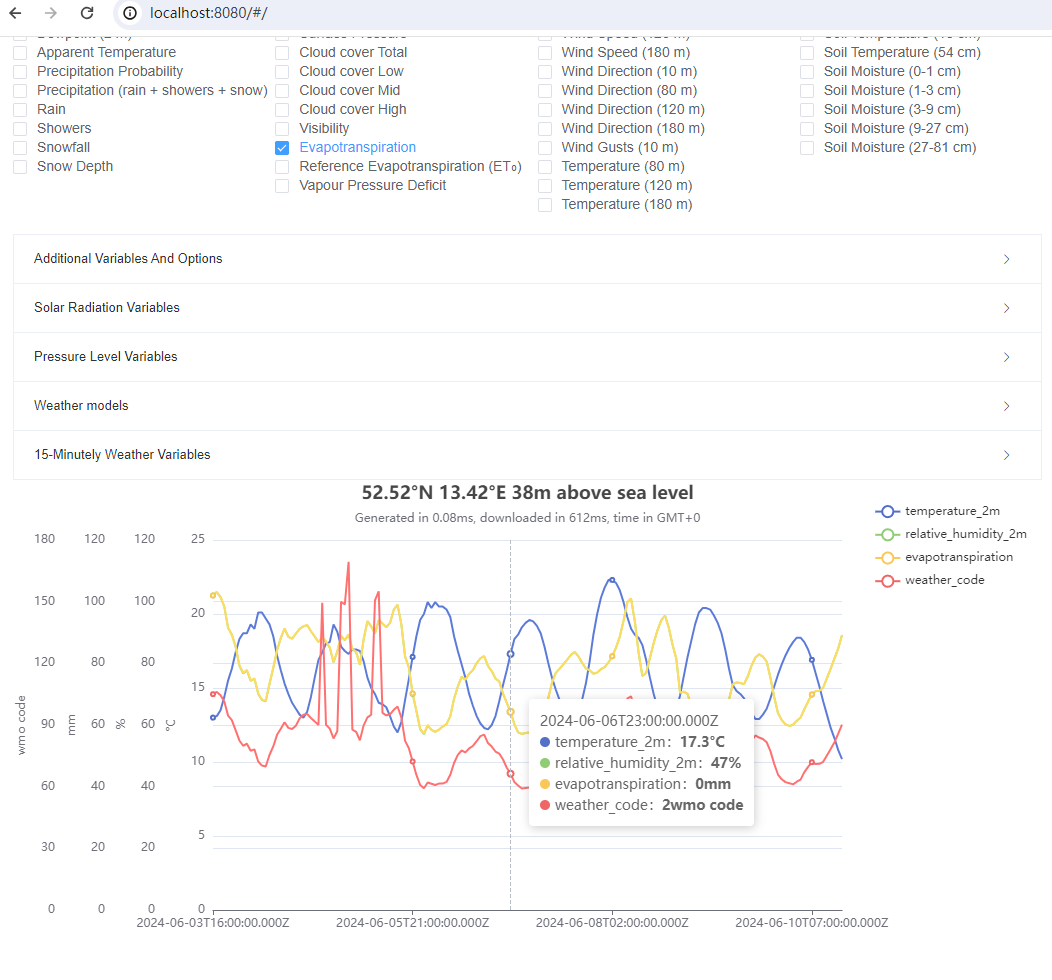 localhost:8080/#/
Apparent Temperature
Precipitation Probability
Precipitation (rain + showers + snow)
Rain
Showers
Snowfall
Snow Depth
Cloud cover Total
Cloud cover Low
Cloud cover Mid
Cloud cover High
Visibility
Evapotranspiration
Reference Evapotranspiration (ET₀)
Vapour Pressure Deficit
Wind Speed (180 m)
Wind Direction (10 m)
Wind Direction (80 m)
Wind Direction (120 m)
Wind Direction (180 m)
Wind Gusts (10 m)
Temperature (80 m)
Temperature (120 m)
Temperature (180 m)
Soil Temperature (54 cm)
Soil Moisture (0-1 cm)
Soil Moisture (1-3 cm)
Soil Moisture (3-9 cm)
Soil Moisture (9-27 cm)
Soil Moisture (27-81 cm)
Additional Variables And Options
Solar Radiation Variables
Pressure Level Variables
Weather models
15-Minutely Weather Variables
52.52°N 13.42°E 38m above sea level
Generated in 0.08ms, downloaded in 612ms, time in GMT+0
temperature_2m
relative_humidity_2m
evapotranspiration
weather_code
180 120 120 25
150 100 100 20
120 80 80 15
90 60 60
wmo code
mm
%
°C
60 40 40 10
30 20 20 5
0 0 0 0
2024-06-06T23:00:00.000Z
temperature_2m: 17.3°C
relative_humidity_2m: 47%
evapotranspiration: 0mm
weather_code: 2wmo code
2024-06-03T16:00:00.000Z 2024-06-05T21:00:00.000Z 2024-06-08T02:00:00.000Z 2024-06-10T07:00:00.000Z